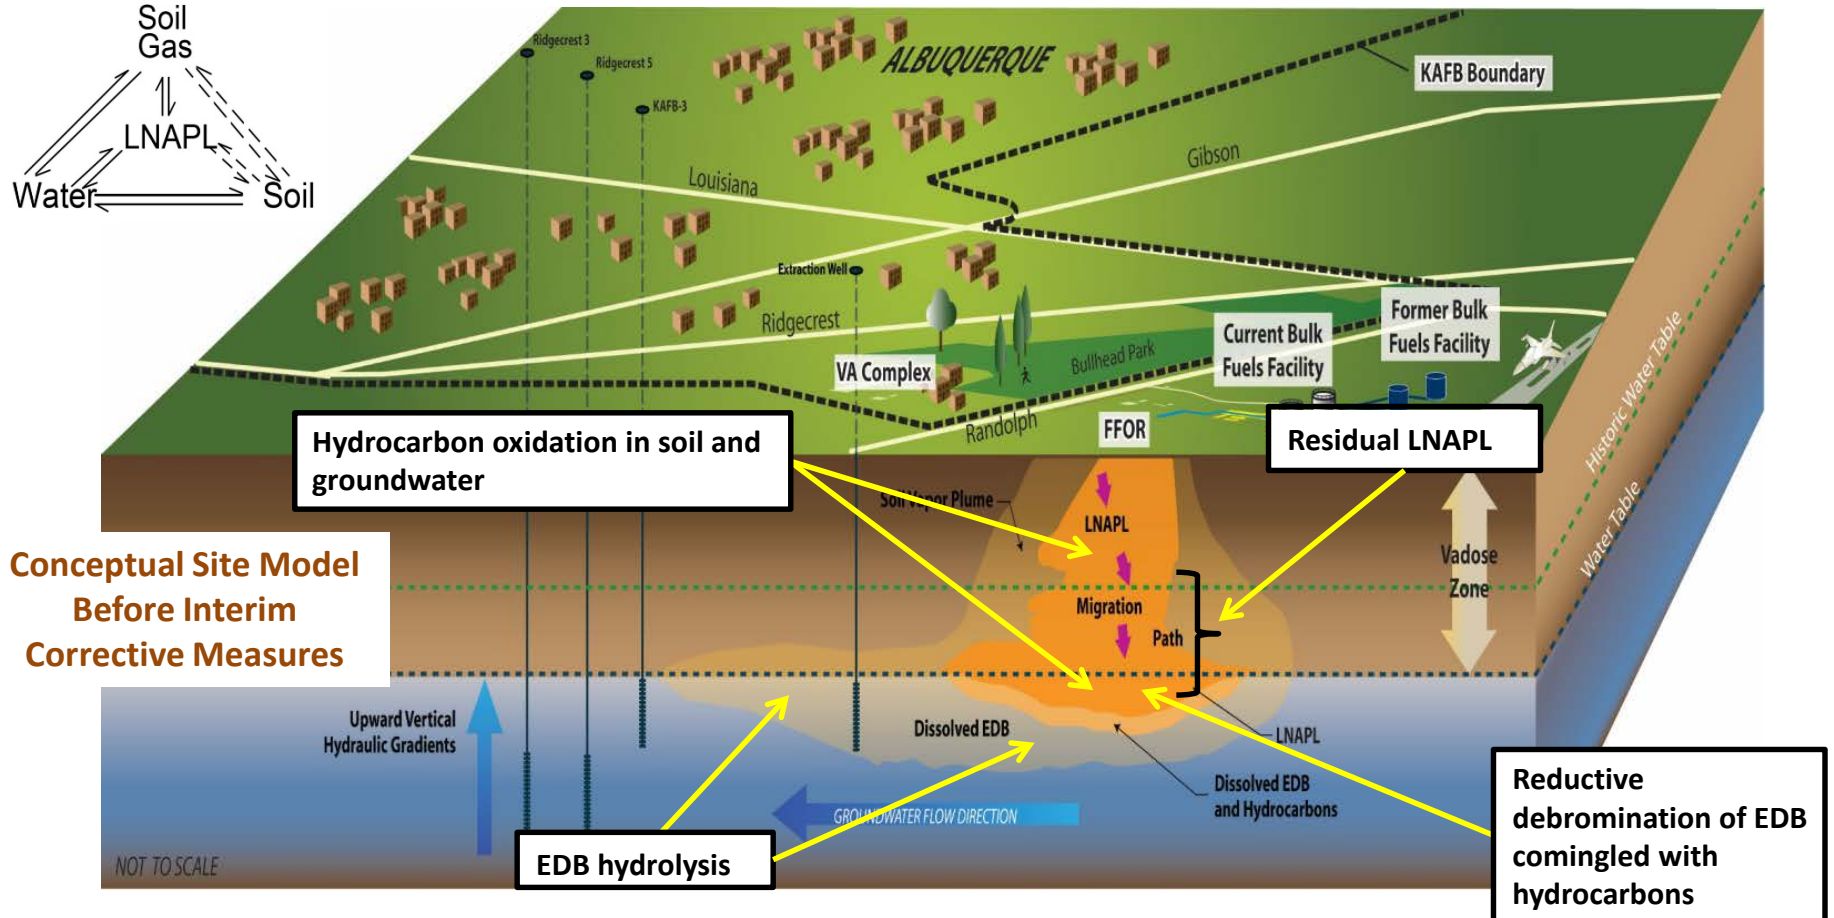 Soil
Gas
LNAPL
Water
Soil
Ridgecrest 3
Ridgecrest 5
KAFB-3
ALBUQUERQUE
KAFB Boundary
Gibson
Louisiana
Extraction Well
Ridgecrest
VA Complex
Bullhead Park
Current Bulk
Fuels Facility
Former Bulk
Fuels Facility
Randolph
FFOR
Historic Water Table
Water Table
Hydrocarbon oxidation in soil and
groundwater
Residual LNAPL
Soil Vapor Plume
LNAPL
Migration
Path
Vadose
Zone
Conceptual Site Model
Before Interim
Corrective Measures
Upward Vertical
Hydraulic Gradients
Dissolved EDB
LNAPL
Dissolved EDB
and Hydrocarbons
GROUNDWATER FLOW DIRECTION
EDB hydrolysis
Reductive
debromination of EDB
comingled with
hydrocarbons
NOT TO SCALE